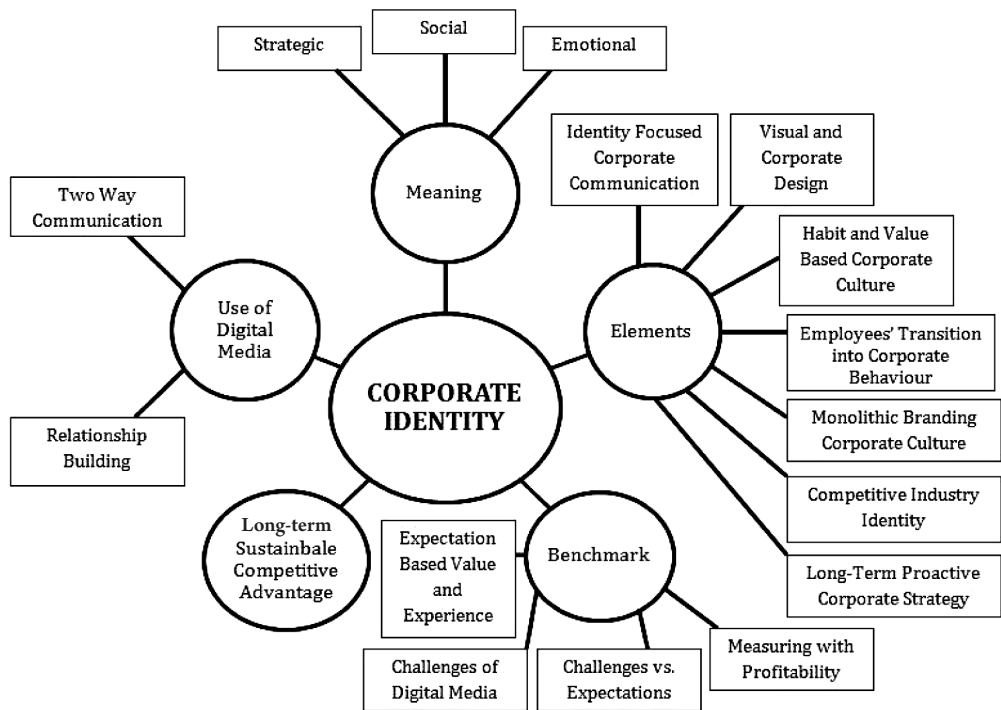 Social
Strategic
Emotional
Meaning
Identity Focused
Corporate
Communication
Visual and
Corporate
Design
Two Way
Communication
Habit and Value
Based Corporate
Culture
Use of
Digital
Media
Elements
Employees' Transition
into Corporate
Behaviour
CORPORATE
IDENTITY
Monolithic Branding
Corporate Culture
Relationship
Building
Competitive Industry
Identity
Long-term
Sustainbale
Competitive
Advantage
Expectation
Based Value
and
Experience
Benchmark
Long-Term Proactive
Corporate Strategy
Measuring with
Profitability
Challenges of
Digital Media
Challenges vs.
Expectations